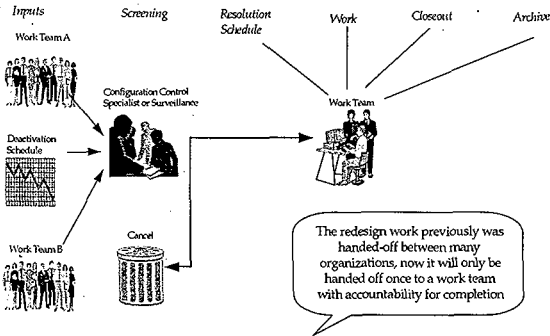 Inputs
Screening
Resolution
Schedule
Work
Closeout
Archive
Work Team A
Configuration Control
Specialist or Surveillance
Work Team
Deactivation
Schedule
Work Team B
Cancel
The redesign work previously was
handed-off between many
organizations, now it will only be
handed off once to a work team
with accountability for completion